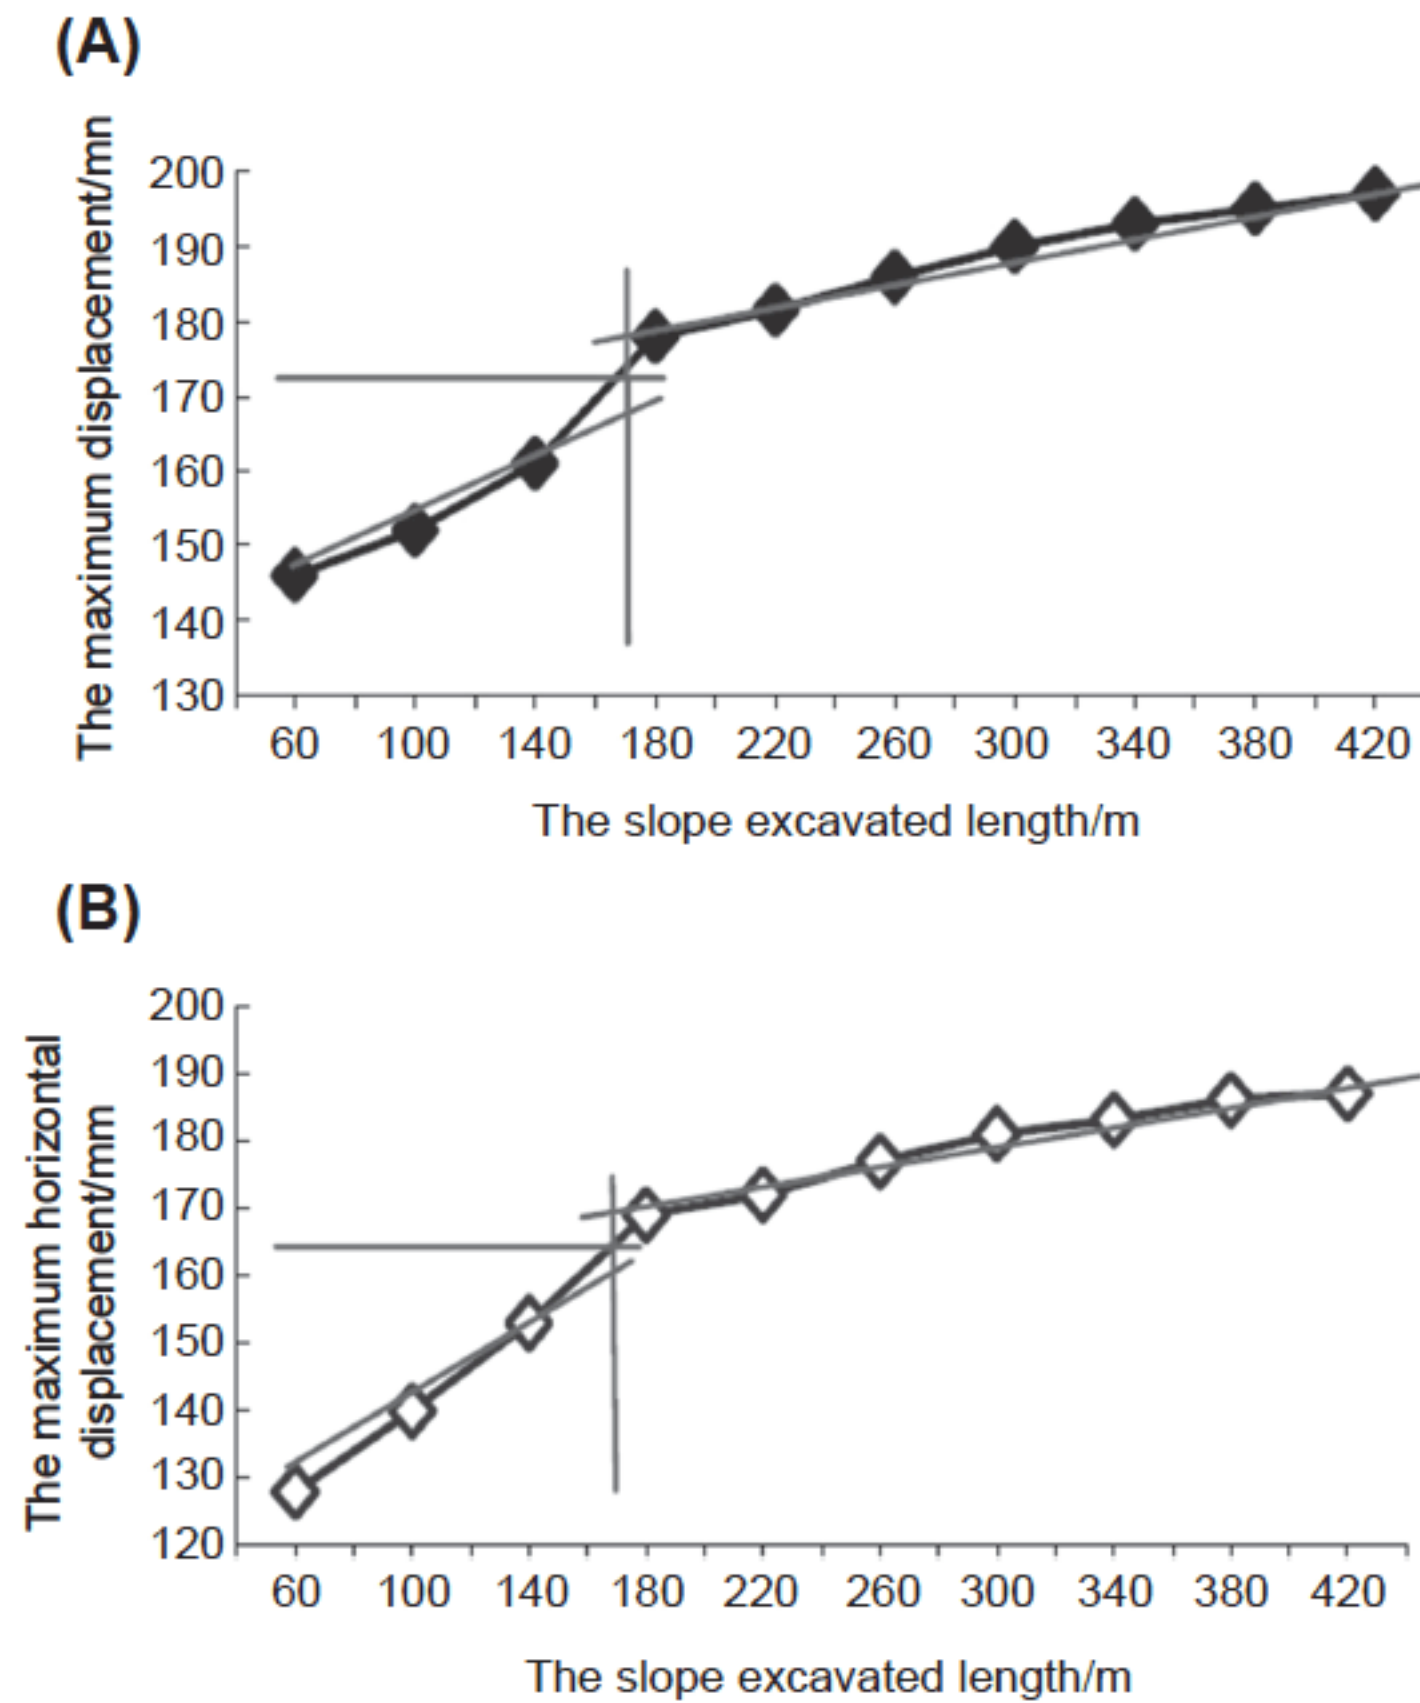 (A)
The maximum displacement/mn
200
190
180
170
160
150
140
130
60 100 140 180 220 260 300 340 380 420
The slope excavated length/m
(B)
The maximum horizontal
displacement/mm
200
190
180
170
160
150
140
130
120
60 100 140 180 220 260 300 340 380 420
The slope excavated length/m